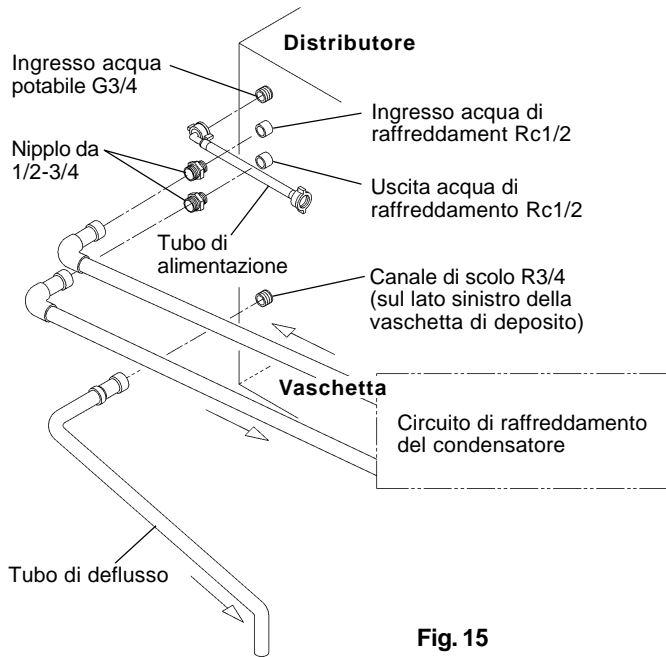 Distributore
Ingresso acqua
potabile G3/4
Ingresso acqua di
raffreddament Rc1/2
Nipplo da
1/2-3/4
Uscita acqua di
raffreddamento Rc1/2
Tubo di
alimentazione
Canale di scolo R3/4
(sul lato sinistro della
vaschetta di deposito)
Vaschetta
Circuito di raffreddamento
del condensatore
Tubo di deflusso
Fig. 15